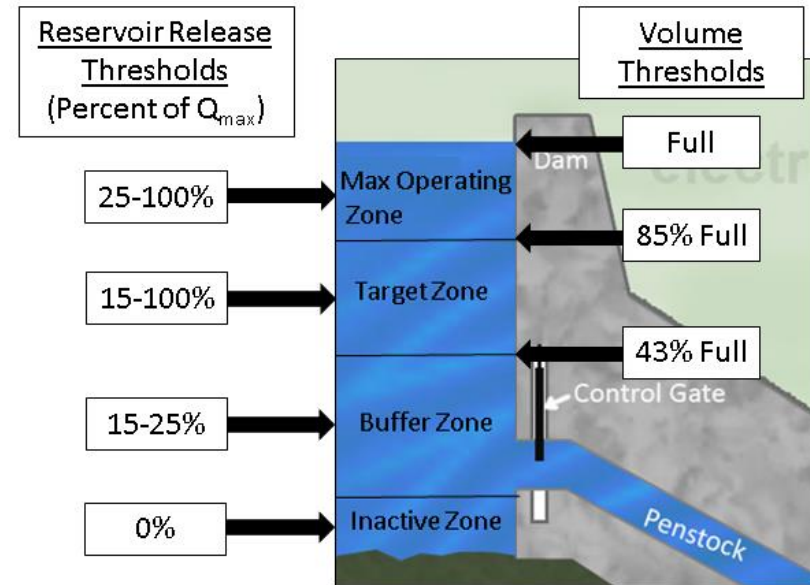 Reservoir Release
Thresholds
(Percent of Qmax)
Volume
Thresholds
Full
Dam
electr
25-100%
Max Operating
Zone
85% Full
15-100%
Target Zone
43% Full
Control Gate
15-25%
Buffer Zone
0%
Inactive Zone
Penstock